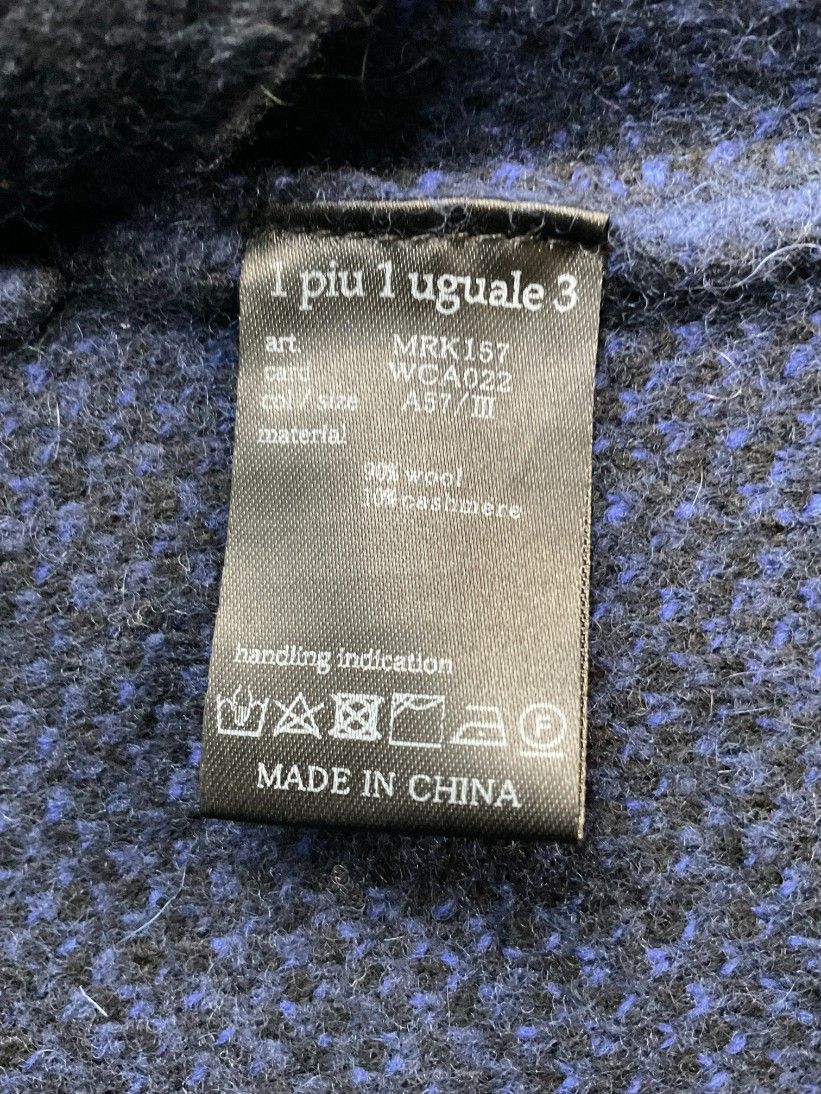 1 piu 1 uguale 3
art. MRK157
card WCA022
col/size A57/III
material
90% wool
10% cashmere
handling indication
F
MADE IN CHINA